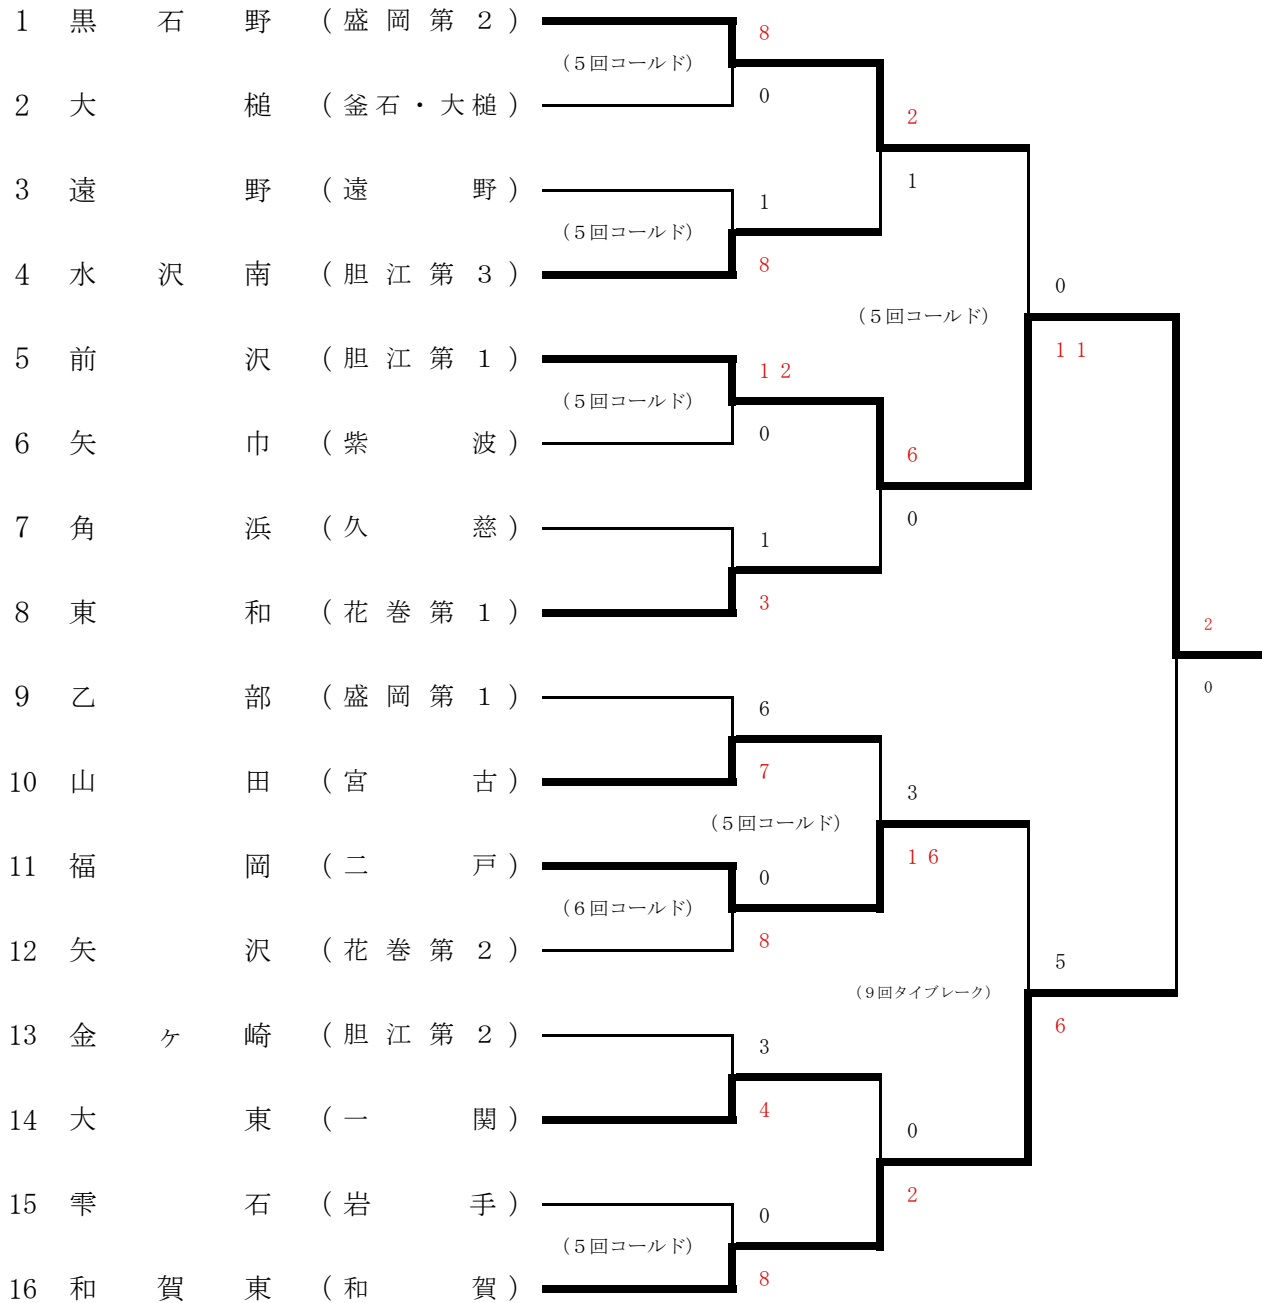 1 黒石野 (盛岡第2)
8
(5回コールド)
0
2 大槌 (釜石・大槌)
2
1
3 遠野 (遠野)
1
(5回コールド)
8
4 水沢南 (胆江第3)
0
(5回コールド)
11
5 前沢 (胆江第1)
12
(5回コールド)
0
6 矢巾 (紫波)
6
0
7 角浜 (久慈)
1
3
8 東和 (花巻第1)
2
0
9 乙部 (盛岡第1)
6
7
10 山田 (宮古)
3
(5回コールド)
16
11 福岡 (二戸)
0
(6回コールド)
8
12 矢沢 (花巻第2)
5
(9回タイブレーク)
6
13 金ヶ崎 (胆江第2)
3
4
14 大東 (一関)
0
2
15 雫石 (岩手)
0
(5回コールド)
8
16 和賀東 (和賀)